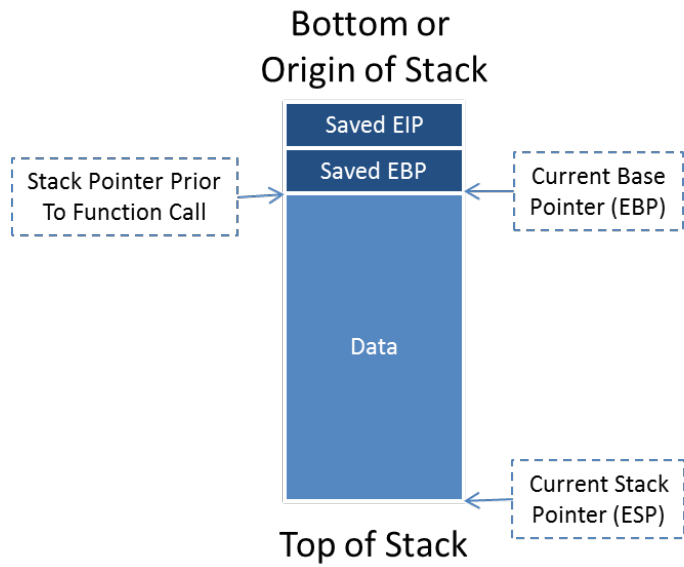 Bottom or
Origin of Stack
Saved EIP
Saved EBP
Stack Pointer Prior
To Function Call
Current Base
Pointer (EBP)
Data
Current Stack
Pointer (ESP)
Top of Stack